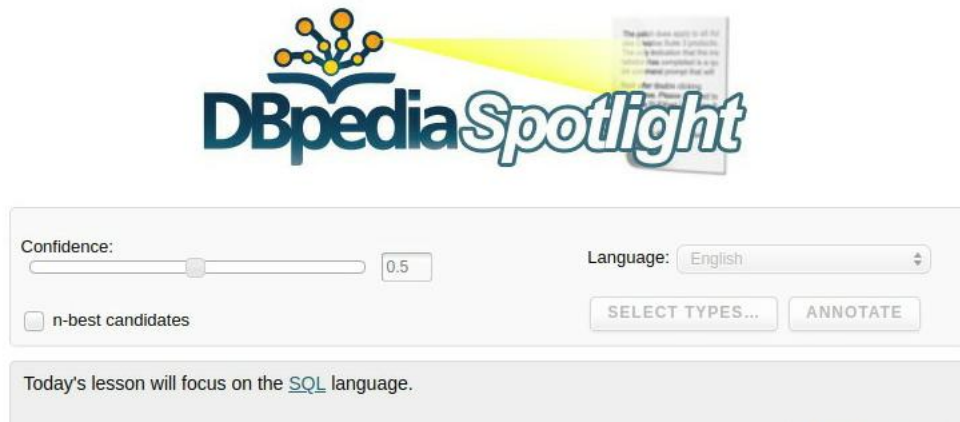 DBpedia Spotlight
Confidence:
0.5
Language: English
n-best candidates
SELECT TYPES... ANNOTATE
Today's lesson will focus on the SQL language.